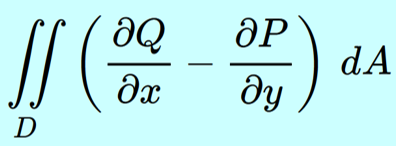 ∬_D ( ∂Q/∂x − ∂P/∂y ) dA